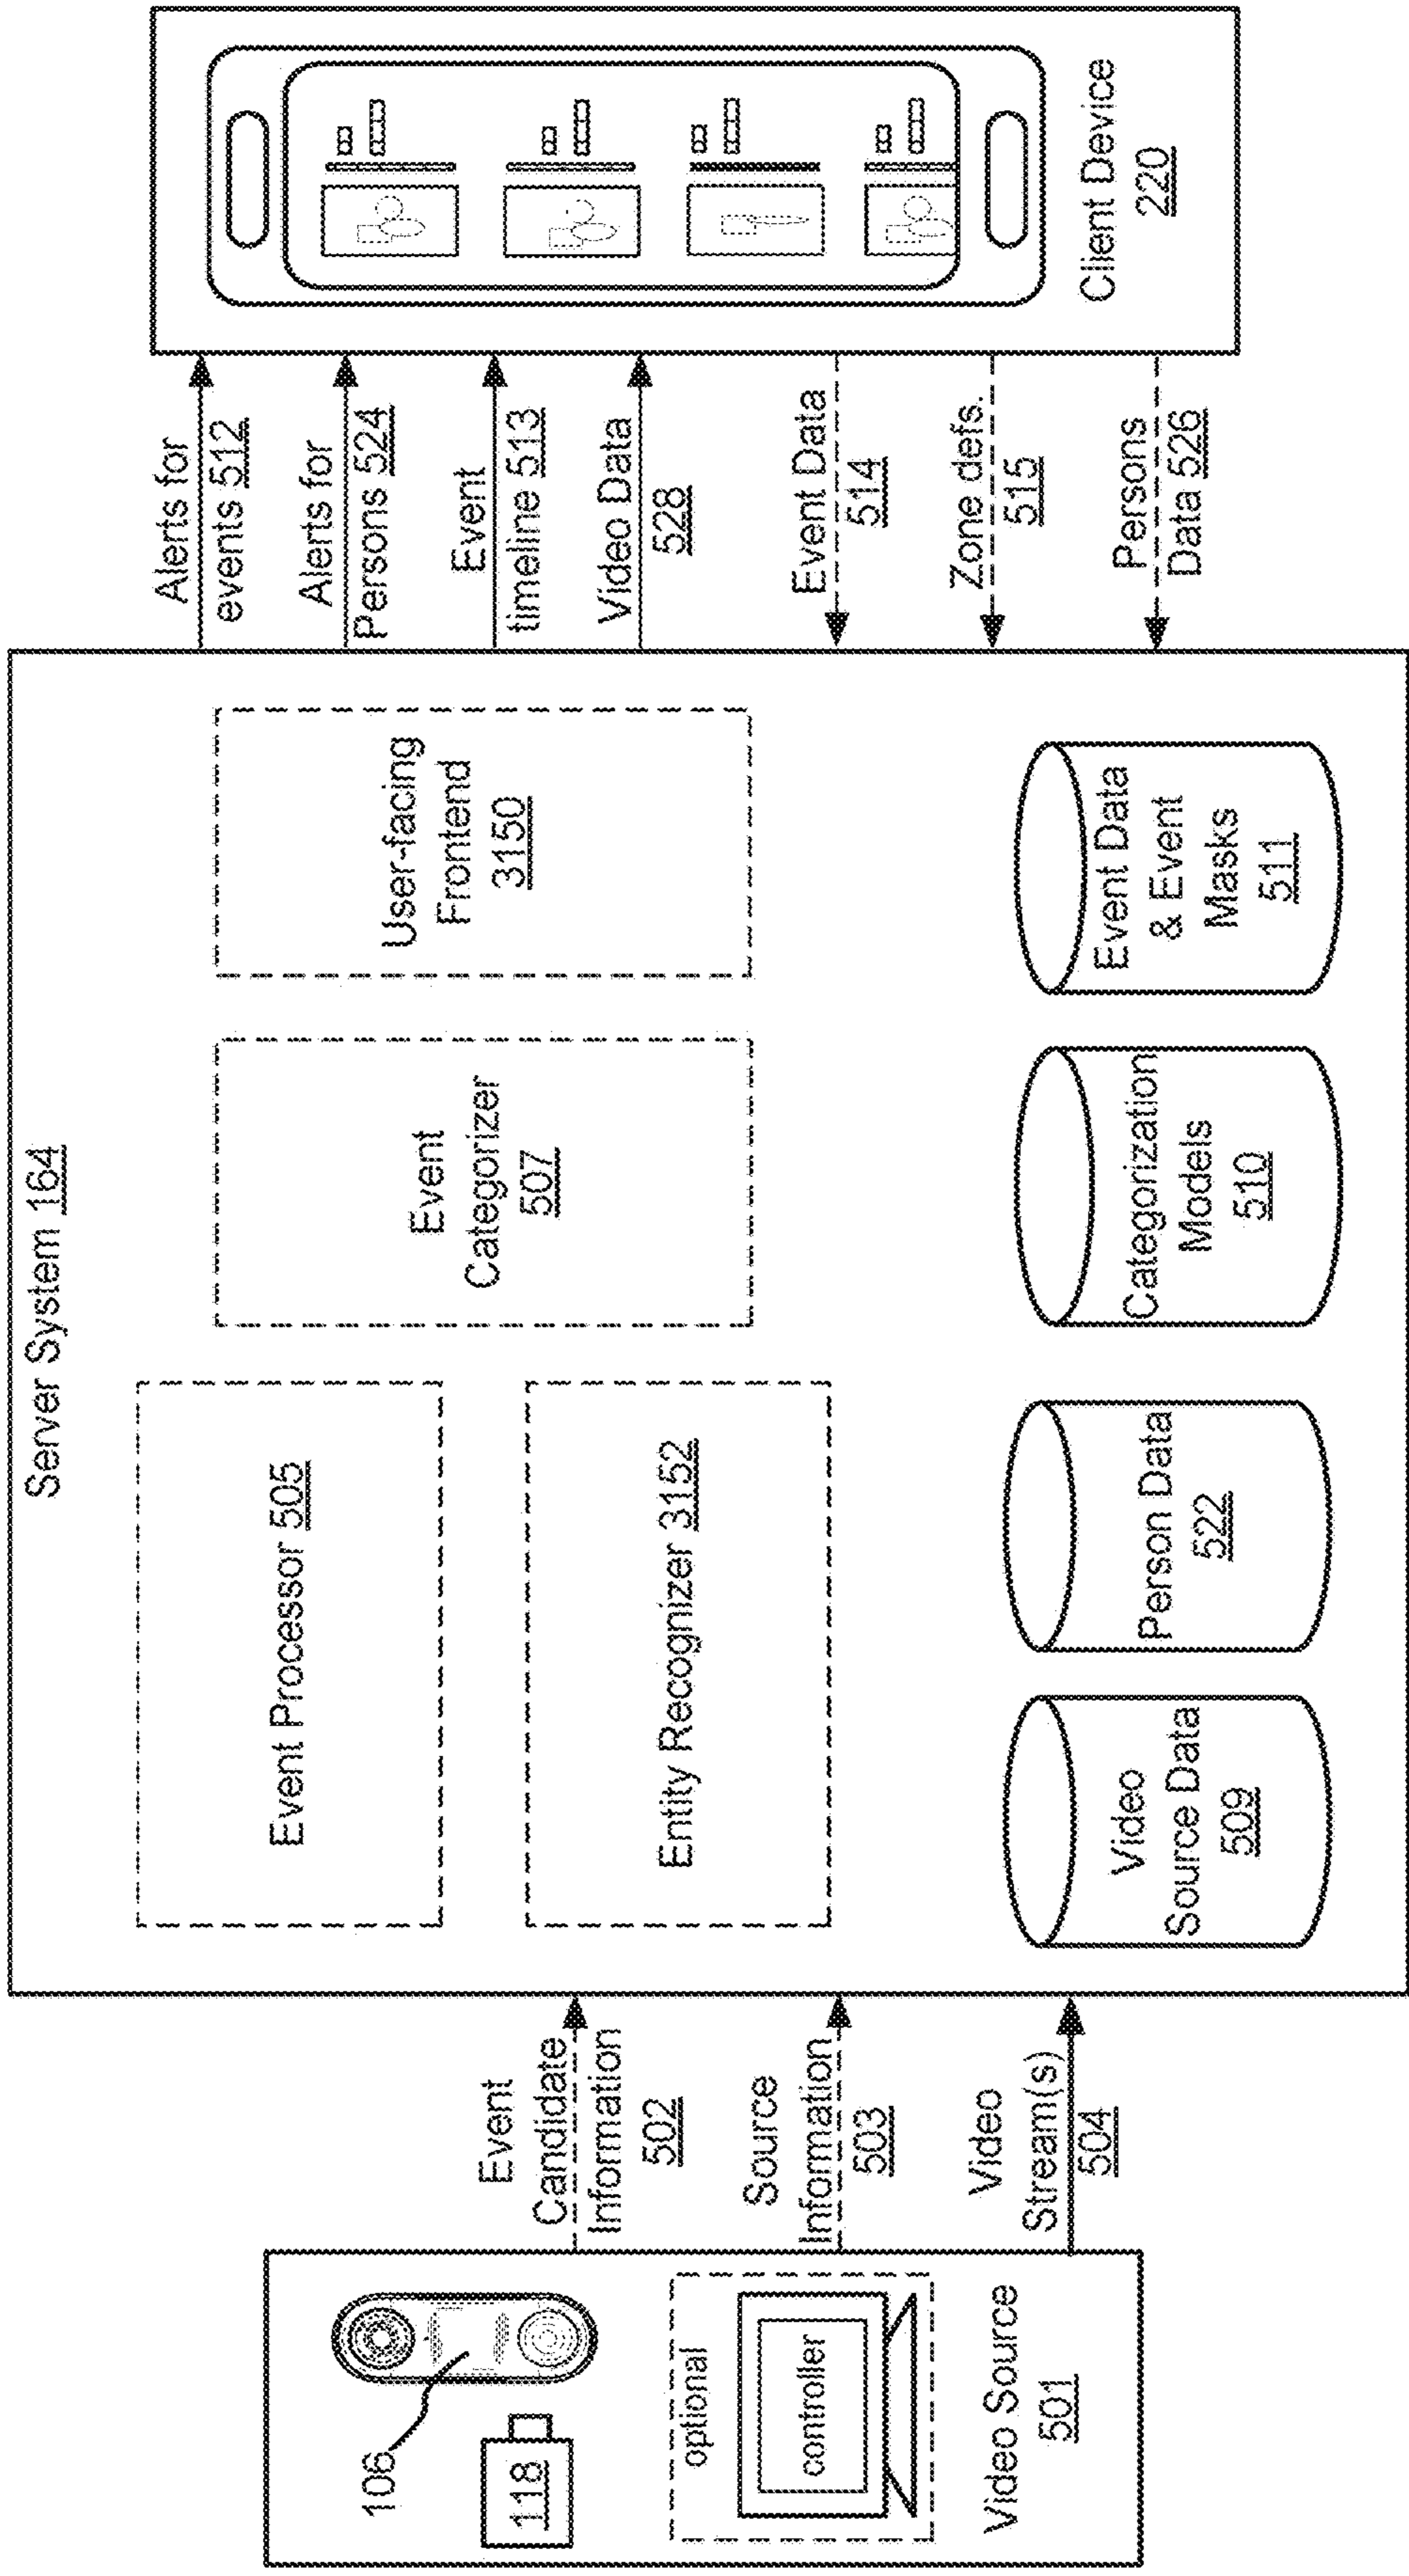 Server System 164
106
118
optional
controller
Video Source
501
Event
Candidate
Information
502
Source
Information
503
Video
Stream(s)
504
Event Processor 505
Entity Recognizer 3152
Event
Categorizer
507
User-facing
Frontend
3150
Video
Source Data
509
Person Data
522
Categorization
Models
510
Event Data
& Event
Masks
511
Alerts for
events 512
Alerts for
Persons 524
Event
timeline 513
Video Data
528
Event Data
514
Zone defs.
515
Persons
Data 526
Client Device
220